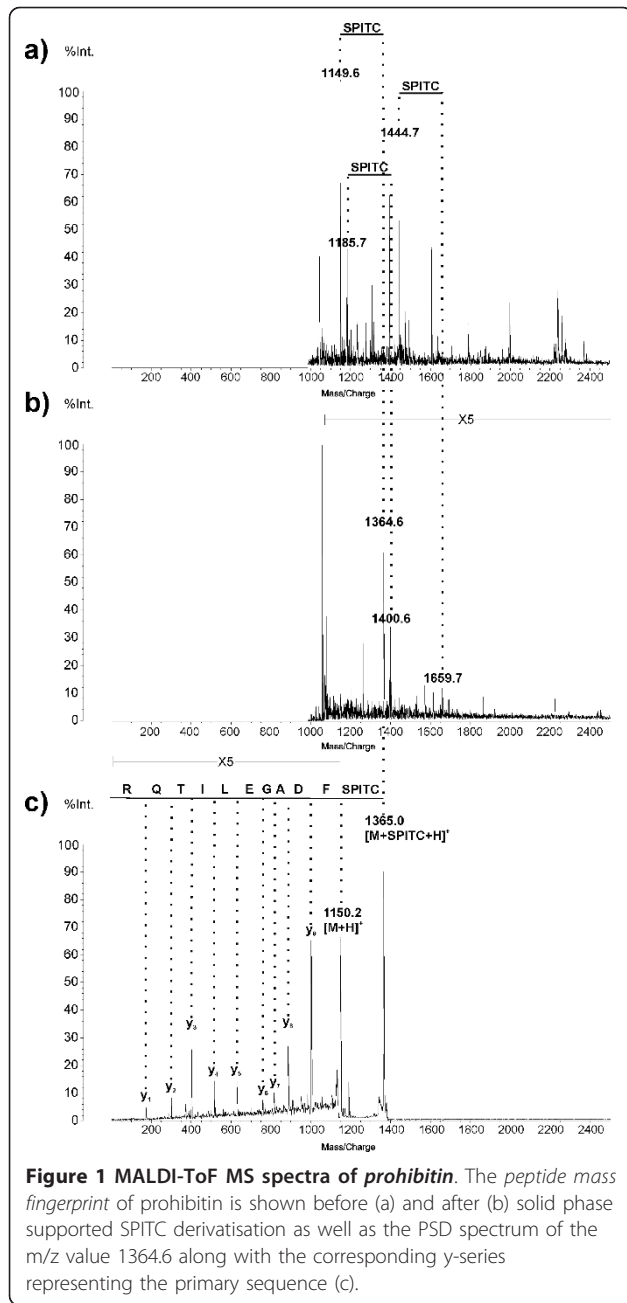 a)
%Int.
SPITC
1149.6
SPITC
1444.7
SPITC
1185.7
100
90
80
70
60
50
40
30
20
10
0
200 400 600 800 1000 1200 1400 1600 1800 2000 2200 2400
Mass/Charge
b)
%Int.
X5
100
90
80
70
60
50
40
30
20
10
0
1364.6
1400.6
1659.7
200 400 600 800 1000 1200 1400 1600 1800 2000 2200 2400
Mass/Charge
X5
R Q T I L E G A D F SPITC
c)
%Int.
1365.0
[M+SPITC+H]+
1150.2
[M+H]+
100
90
80
70
60
50
40
30
20
10
0
y1 y2 y3 y4 y5 y6 y7 y8 y9
200 400 600 800 1000 1200 1400 1600 1800 2000 2200 2400
Mass/Charge
Figure 1 MALDI-ToF MS spectra of prohibitin. The peptide mass
fingerprint of prohibitin is shown before (a) and after (b) solid phase
supported SPITC derivatisation as well as the PSD spectrum of the
m/z value 1364.6 along with the corresponding y-series
representing the primary sequence (c).